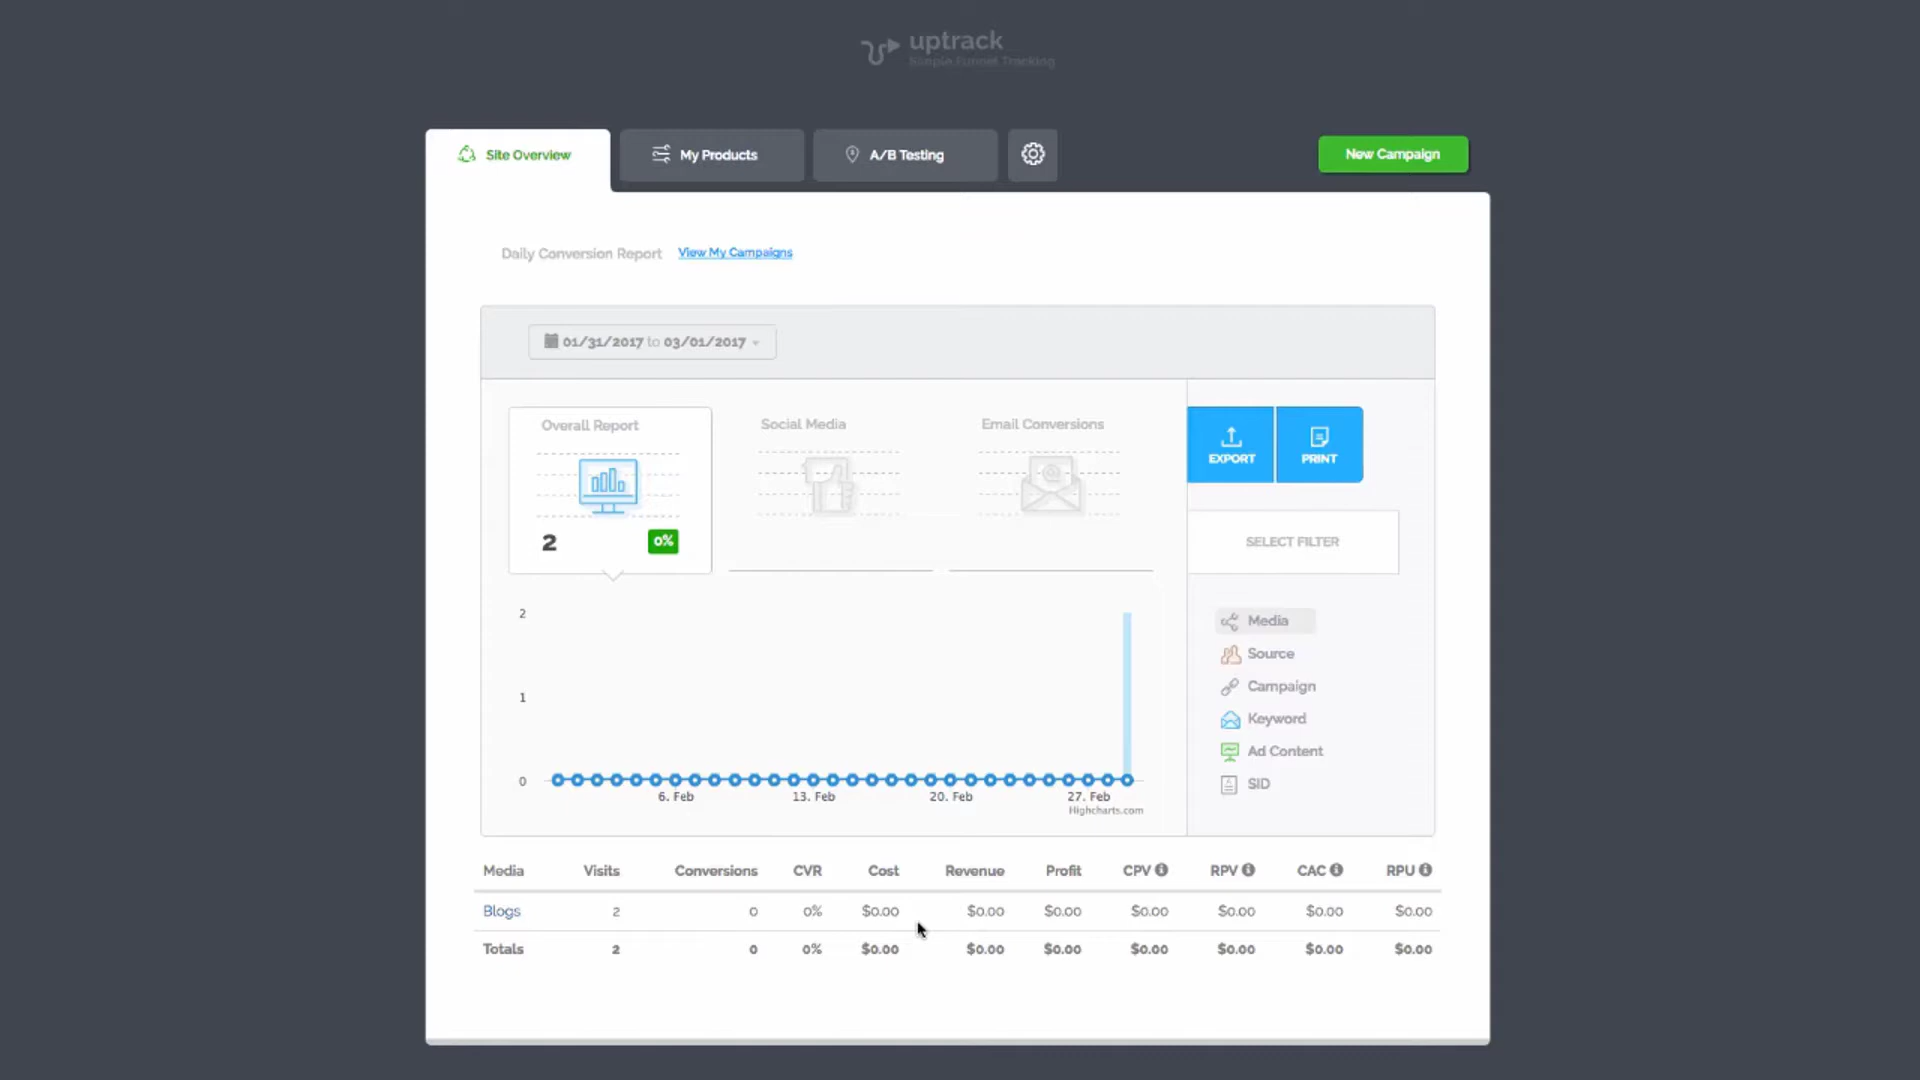 uptrack
Simple Funnel Tracking
Site Overview
My Products
A/B Testing
New Campaign
Daily Conversion Report View My Campaigns
01/31/2017 to 03/01/2017
Overall Report
Social Media
Email Conversions
EXPORT
PRINT
2
0%
SELECT FILTER
2
1
0
6. Feb 13. Feb 20. Feb 27. Feb
Highcharts.com
Media
Source
Campaign
Keyword
Ad Content
SID
Media Visits Conversions CVR Cost Revenue Profit CPV RPV CAC RPU
Blogs 2 0 0% $0.00 $0.00 $0.00 $0.00 $0.00 $0.00 $0.00
Totals 2 0 0% $0.00 $0.00 $0.00 $0.00 $0.00 $0.00 $0.00